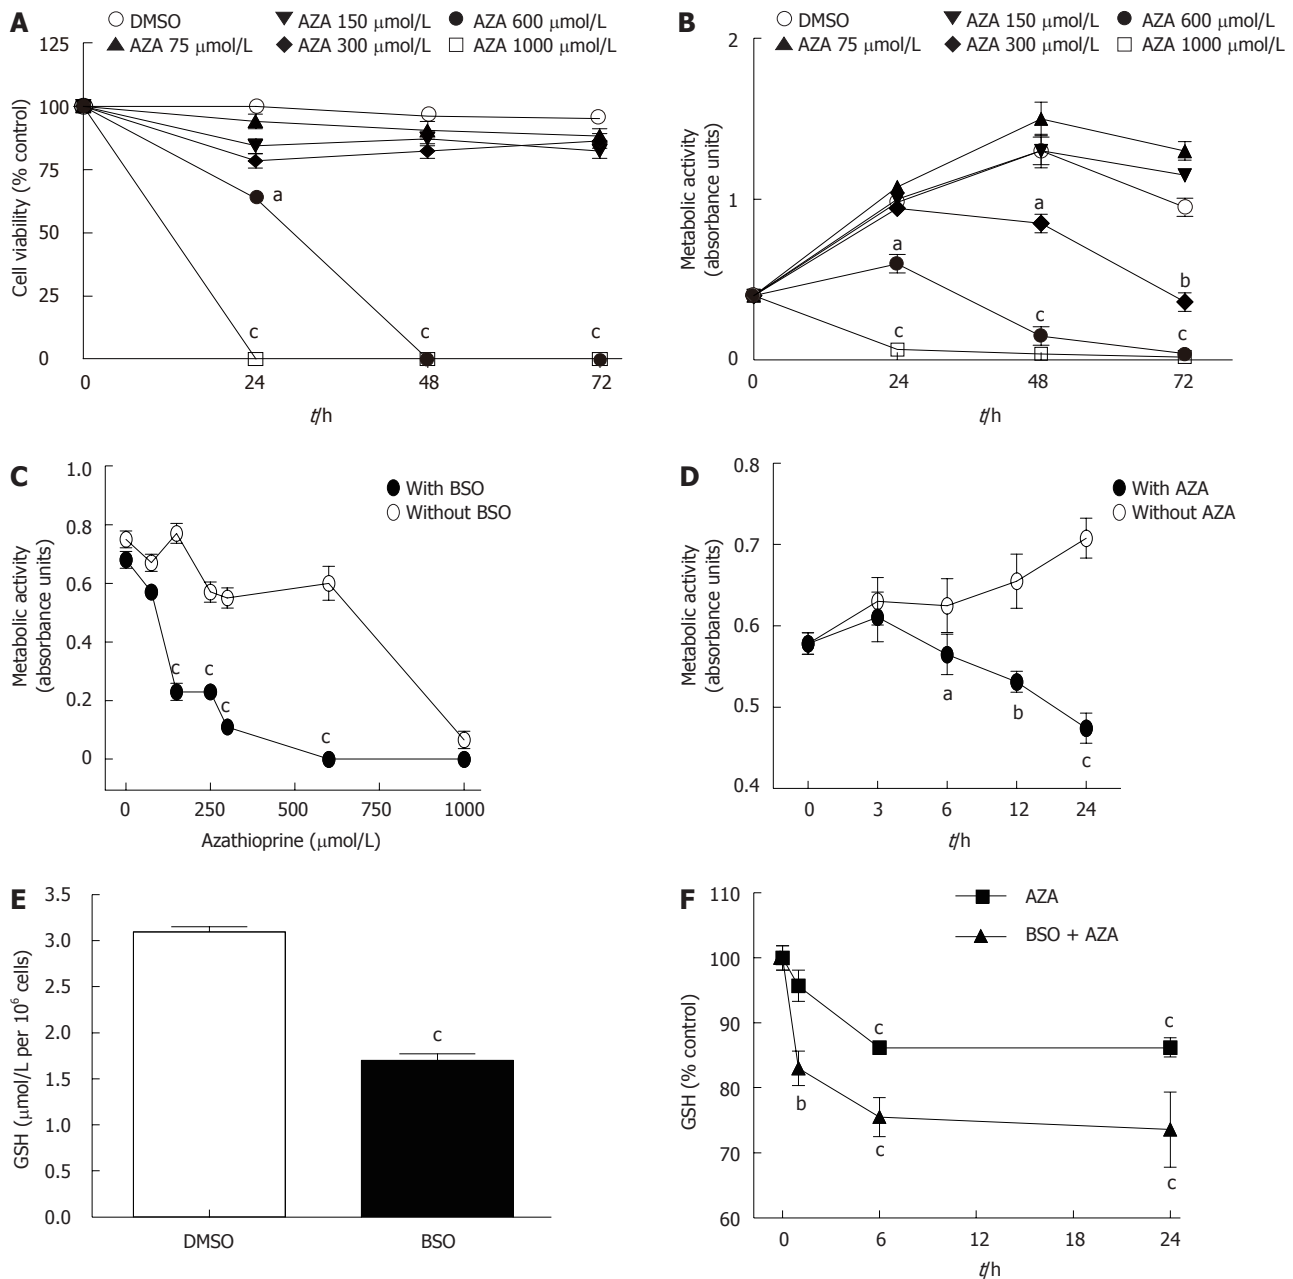 A
DMSO
AZA 150 μmol/L
AZA 600 μmol/L
AZA 75 μmol/L
AZA 300 μmol/L
AZA 1000 μmol/L
Cell viability (% control)
125
100
75
50
25
0
a
c
c
c
0
24
48
72
t/h
B
DMSO
AZA 150 μmol/L
AZA 600 μmol/L
AZA 75 μmol/L
AZA 300 μmol/L
AZA 1000 μmol/L
Metabolic activity
(absorbance units)
2
1
0
a
a
b
c
c
c
0
24
48
72
t/h
C
With BSO
Without BSO
Metabolic activity
(absorbance units)
1.0
0.8
0.6
0.4
0.2
0
c
c
c
c
0
250
500
750
1000
Azathioprine (μmol/L)
D
With AZA
Without AZA
Metabolic activity
(absorbance units)
0.8
0.7
0.6
0.5
0.4
a
b
c
0
3
6
12
24
t/h
E
GSH (μmol/L per 10⁶ cells)
3.5
3.0
2.5
2.0
1.5
1.0
0.5
0.0
c
DMSO
BSO
F
AZA
BSO + AZA
GSH (% control)
110
100
90
80
70
60
c
c
b
c
c
0
6
12
18
24
t/h